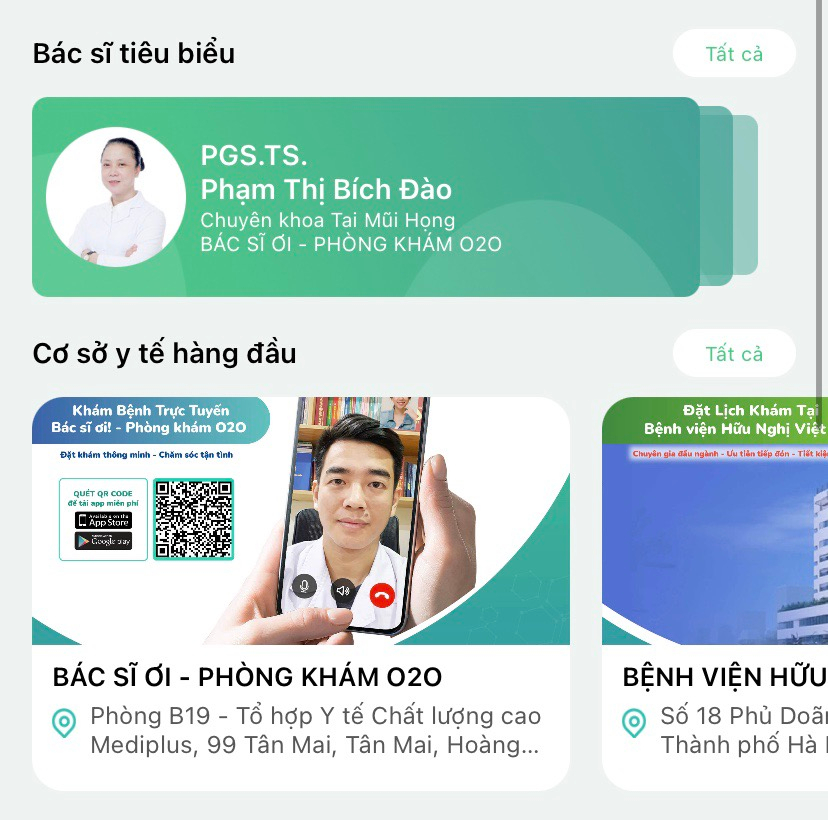 Bác sĩ tiêu biểu
Tất cả
PGS.TS.
Phạm Thị Bích Đào
Chuyên khoa Tai Mũi Họng
BÁC SĨ ƠI - PHÒNG KHÁM O2O
Cơ sở y tế hàng đầu
Tất cả
Khám Bệnh Trực Tuyến
Bác sĩ ơi! - Phòng khám O2O
Đặt khám thông minh - Chăm sóc tận tình
QUÉT QR CODE
để tải app miễn phí
Available on the
App Store
Google play
BÁC SĨ ƠI - PHÒNG KHÁM O2O
Phòng B19 - Tổ hợp Y tế Chất lượng cao
Mediplus, 99 Tân Mai, Tân Mai, Hoàng...
Đặt Lịch Khám Tại
Bệnh viện Hữu Nghị Việt
Chuyên gia đầu ngành - Ưu tiên tiếp đón - Tiết
BỆNH VIỆN HỮU
Số 18 Phủ
Thành phố Hà